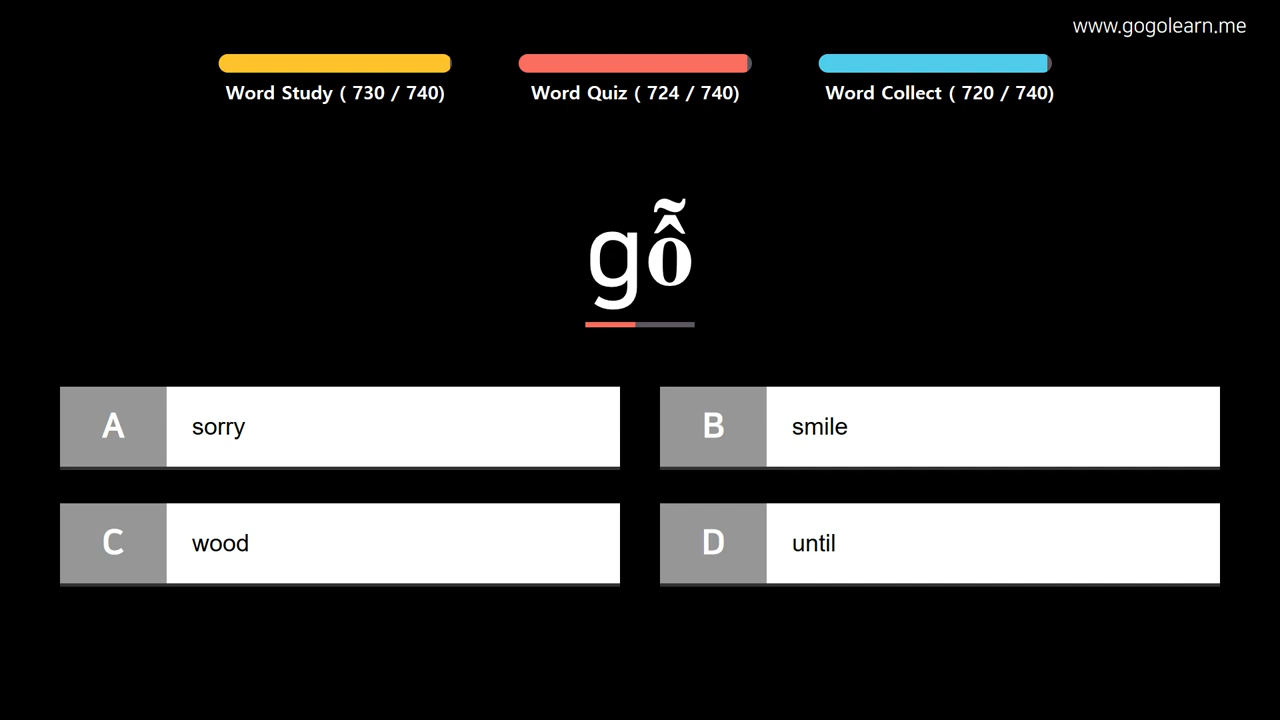 www.gogolearn.me
Word Study ( 730 / 740)
Word Quiz ( 724 / 740)
Word Collect ( 720 / 740)
gỗ
A sorry
B smile
C wood
D until